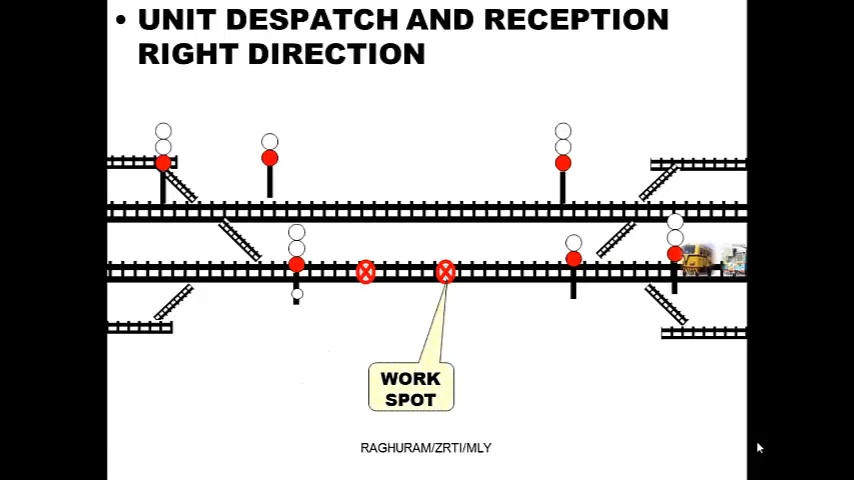 • UNIT DESPATCH AND RECEPTION
RIGHT DIRECTION
WORK
SPOT
RAGHURAM/ZRTI/MLY